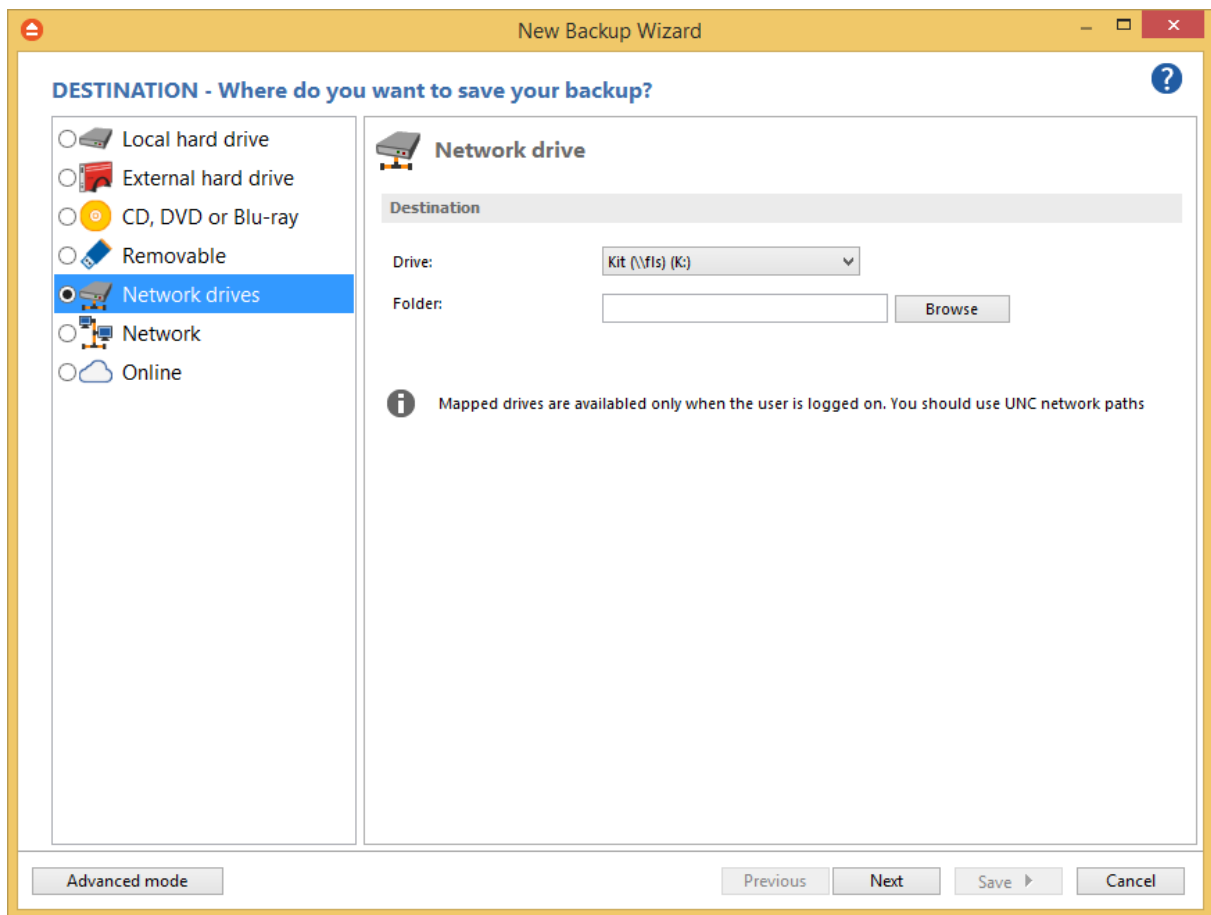 New Backup Wizard
DESTINATION - Where do you want to save your backup?
?
Local hard drive
External hard drive
CD, DVD or Blu-ray
Removable
Network drives
Network
Online
Network drive
Destination
Drive:
Kit (\\fls) (K:)
Folder:
Browse
Mapped drives are availabled only when the user is logged on. You should use UNC network paths
Advanced mode
Previous
Next
Save
Cancel